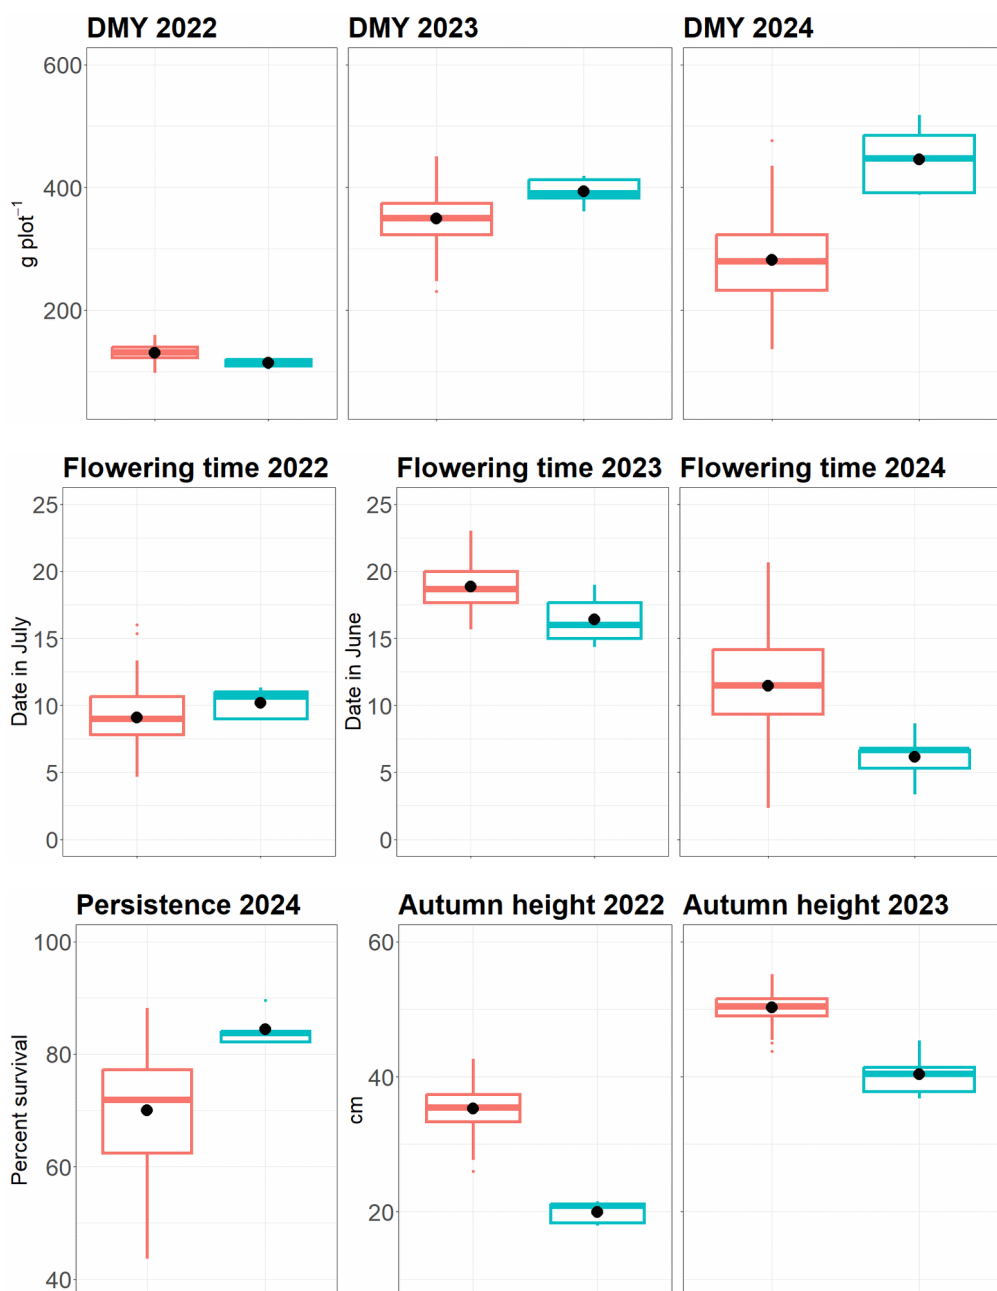 DMY 2022 DMY 2023 DMY 2024
600
400
200
g plot⁻¹
Flowering time 2022 Flowering time 2023 Flowering time 2024
25 25
20 20
15 15
10 10
5 5
0 0
Date in July Date in June
Persistence 2024 Autumn height 2022 Autumn height 2023
100 60
80
60 40
20
40
Percent survival cm